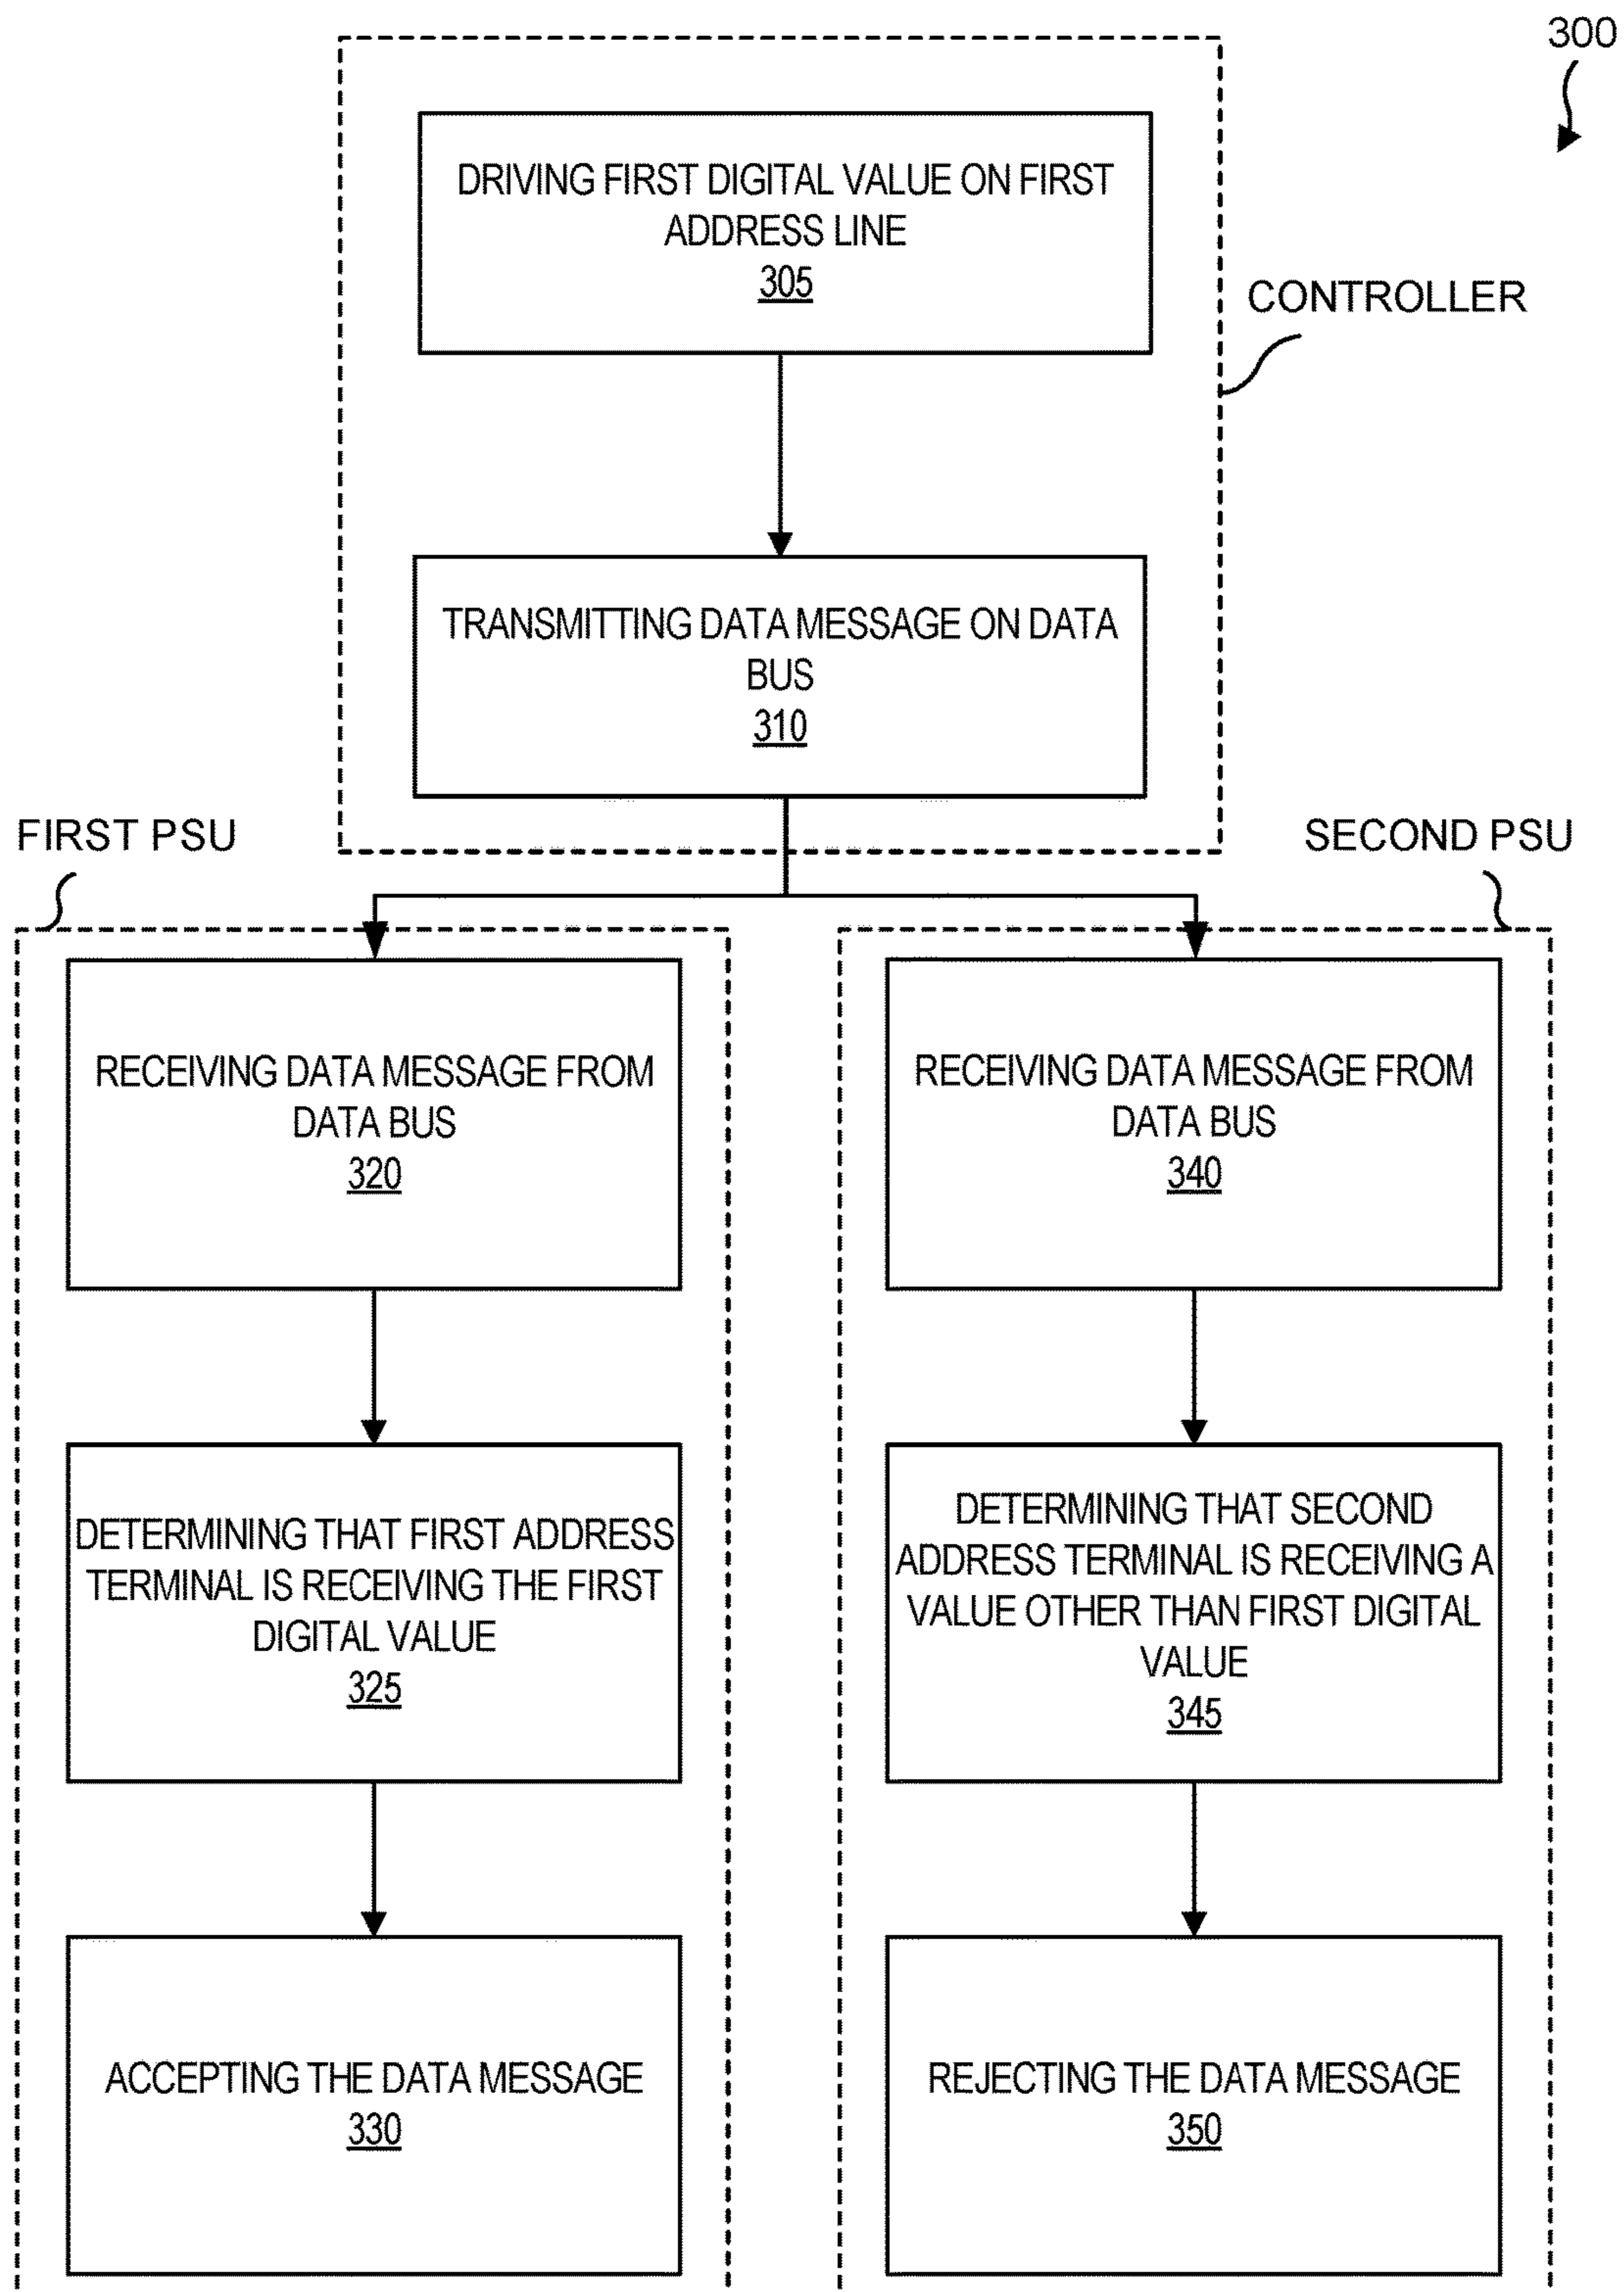 300
DRIVING FIRST DIGITAL VALUE ON FIRST
ADDRESS LINE
305
CONTROLLER
TRANSMITTING DATA MESSAGE ON DATA
BUS
310
FIRST PSU
SECOND PSU
RECEIVING DATA MESSAGE FROM
DATA BUS
320
RECEIVING DATA MESSAGE FROM
DATA BUS
340
DETERMINING THAT FIRST ADDRESS
TERMINAL IS RECEIVING THE FIRST
DIGITAL VALUE
325
DETERMINING THAT SECOND
ADDRESS TERMINAL IS RECEIVING A
VALUE OTHER THAN FIRST DIGITAL
VALUE
345
ACCEPTING THE DATA MESSAGE
330
REJECTING THE DATA MESSAGE
350